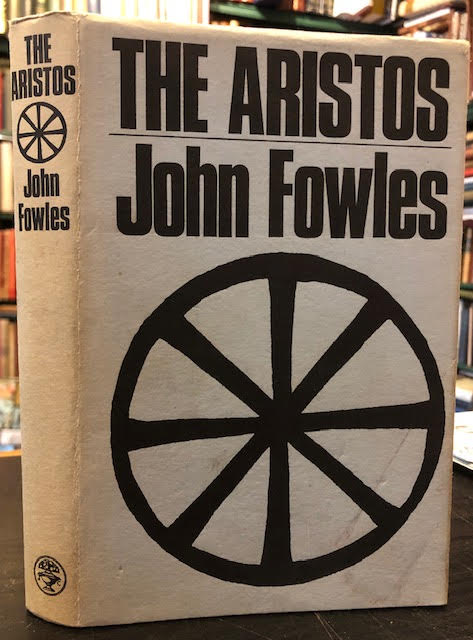 THE
ARISTOS
John
Fowles
THE ARISTOS
John Fowles